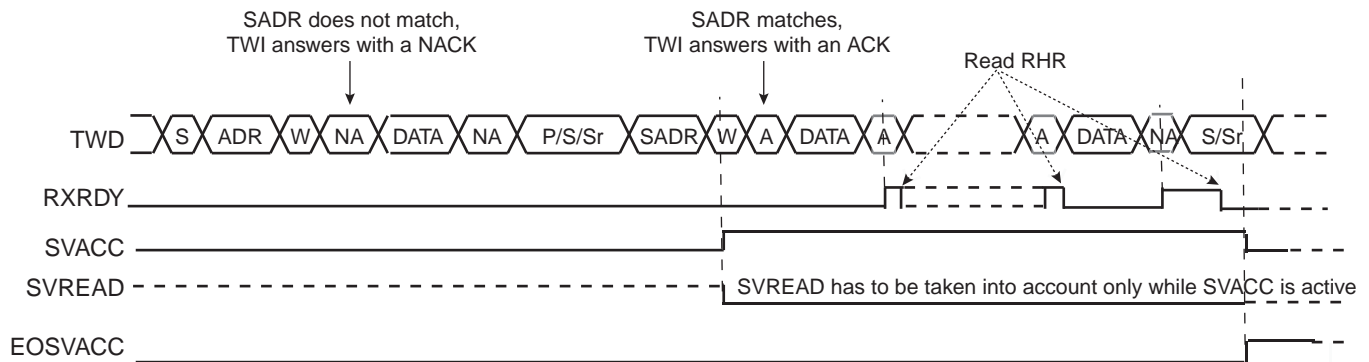 SADR does not match,
TWI answers with a NACK
SADR matches,
TWI answers with an ACK
Read RHR
TWD S ADR W NA DATA NA P/S/Sr SADR W A DATA A A DATA NA S/Sr
RXRDY
SVACC
SVREAD SVREAD has to be taken into account only while SVACC is active
EOSVACC